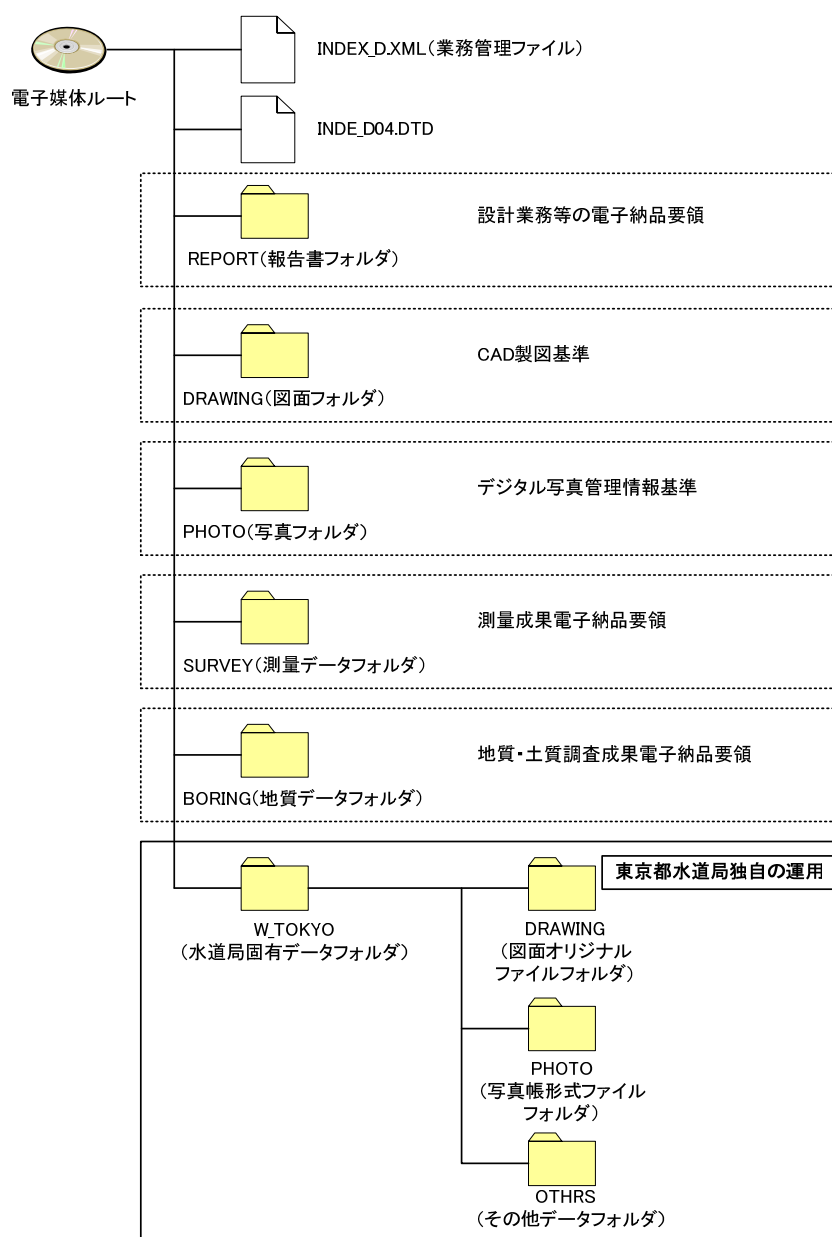 INDEX_D.XML（業務管理ファイル）
電子媒体ルート
INDE_D04.DTD
設計業務等の電子納品要領
REPORT（報告書フォルダ）
CAD製図基準
DRAWING（図面フォルダ）
デジタル写真管理情報基準
PHOTO（写真フォルダ）
測量成果電子納品要領
SURVEY（測量データフォルダ）
地質・土質調査成果電子納品要領
BORING（地質データフォルダ）
東京都水道局独自の運用
W_TOKYO
（水道局固有データフォルダ）
DRAWING
（図面オリジナル
ファイルフォルダ）
PHOTO
（写真帳形式ファイル
フォルダ）
OTHRS
（その他データフォルダ）